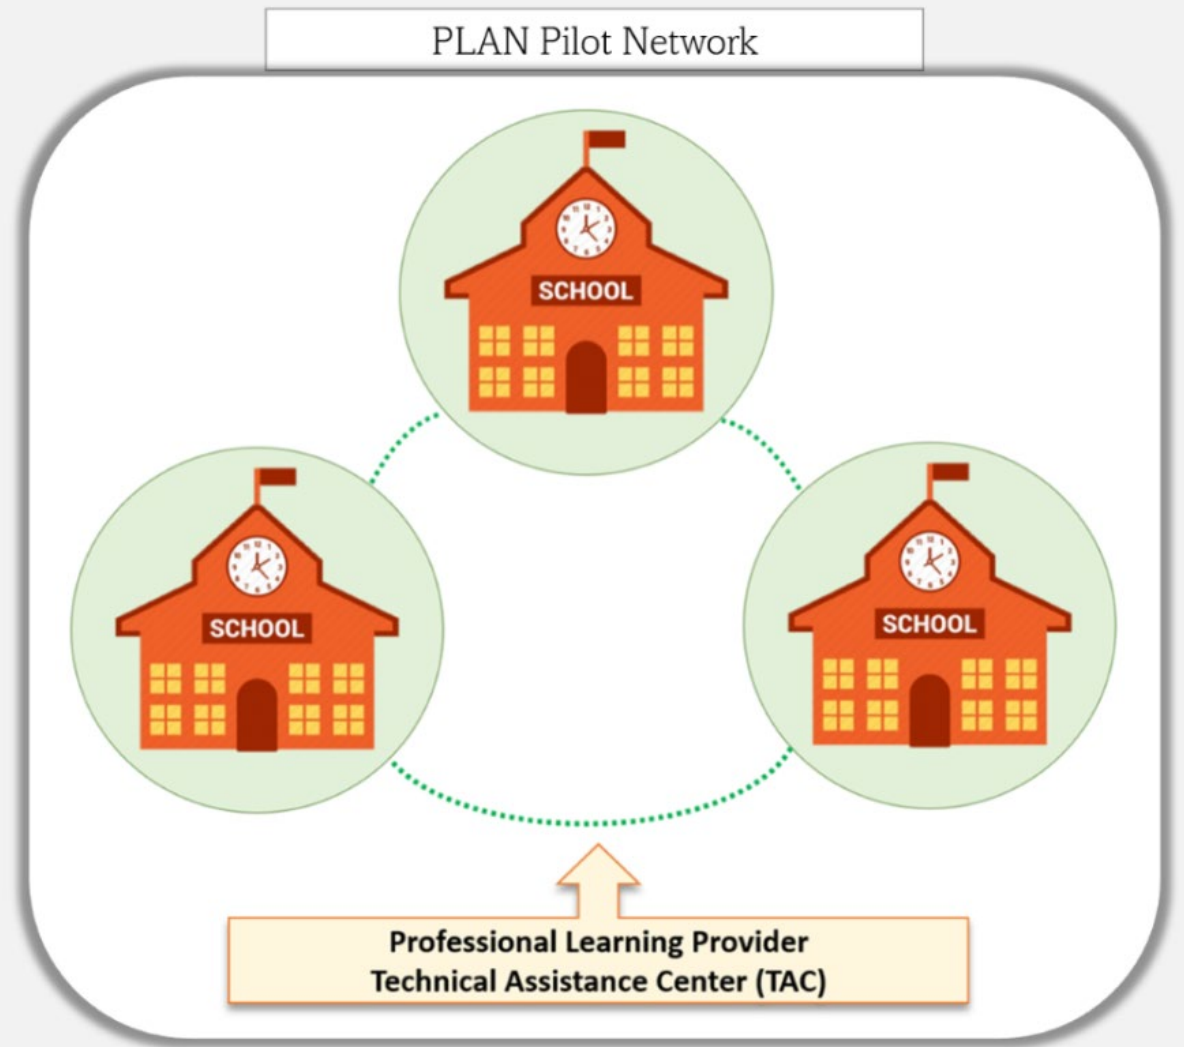 PLAN Pilot Network
SCHOOL
SCHOOL
SCHOOL
Professional Learning Provider
Technical Assistance Center (TAC)